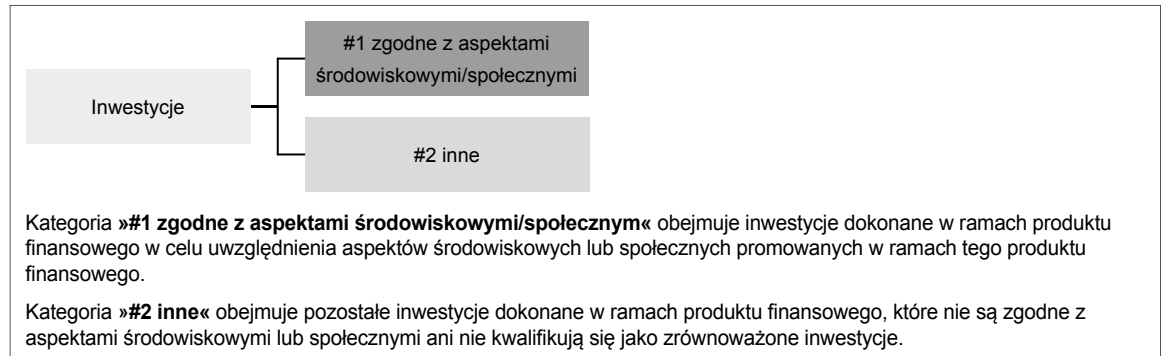 #1 zgodne z aspektami
środowiskowymi/społecznymi
Inwestycje
#2 inne
Kategoria »#1 zgodne z aspektami środowiskowymi/społecznym« obejmuje inwestycje dokonane w ramach produktu
finansowego w celu uwzględnienia aspektów środowiskowych lub społecznych promowanych w ramach tego produktu
finansowego.
Kategoria »#2 inne« obejmuje pozostałe inwestycje dokonane w ramach produktu finansowego, które nie są zgodne z
aspektami środowiskowymi lub społecznymi ani nie kwalifikują się jako zrównoważone inwestycje.